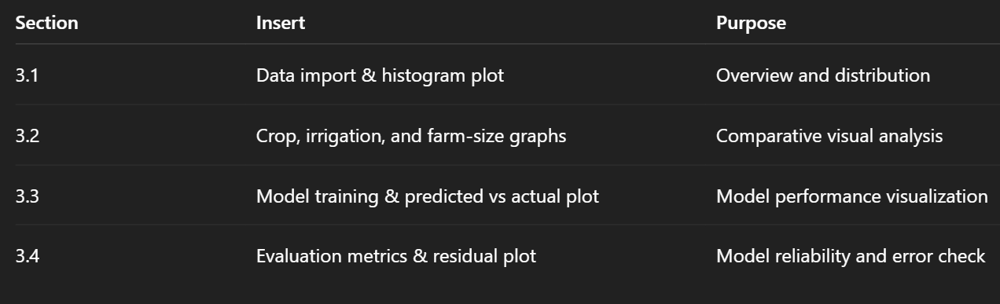 Section Insert Purpose
3.1 Data import & histogram plot Overview and distribution
3.2 Crop, irrigation, and farm-size graphs Comparative visual analysis
3.3 Model training & predicted vs actual plot Model performance visualization
3.4 Evaluation metrics & residual plot Model reliability and error check